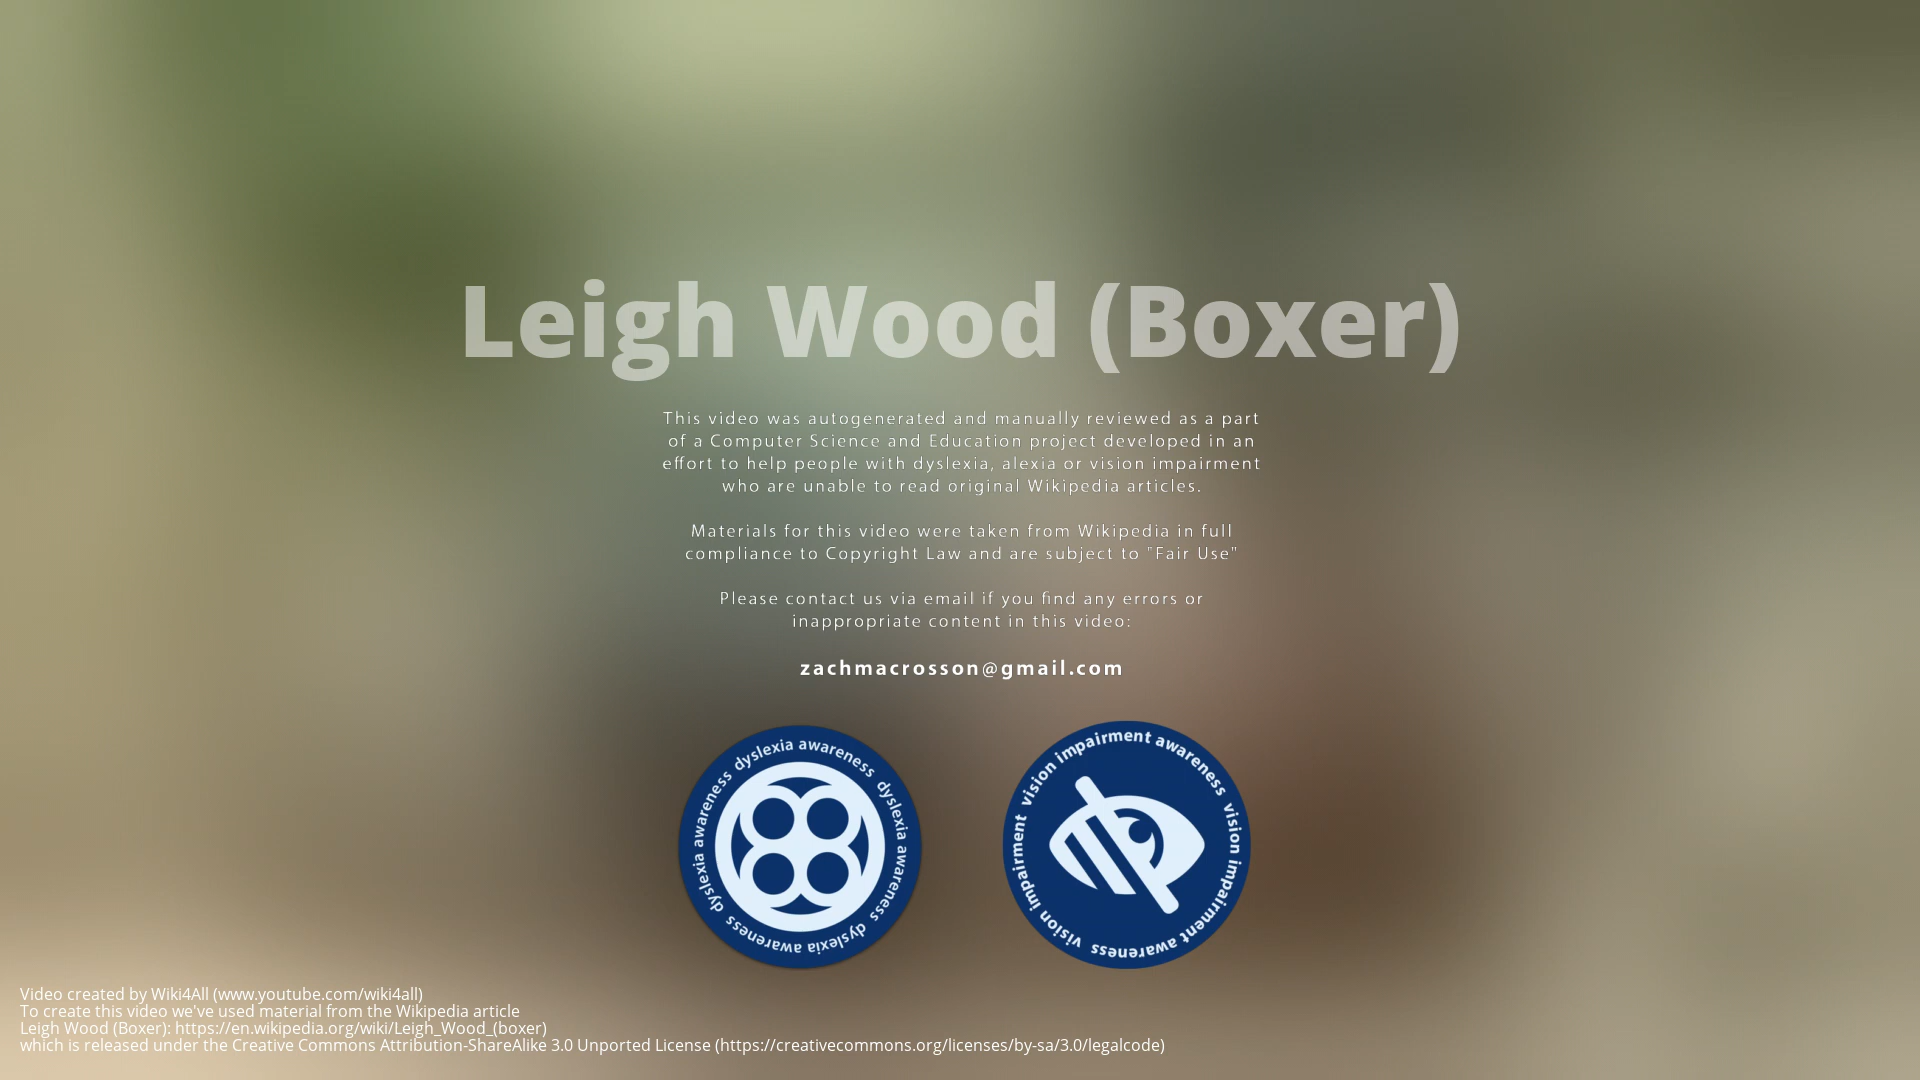 Leigh Wood (Boxer)
This video was autogenerated and manually reviewed as a part
of a Computer Science and Education project developed in an
effort to help people with dyslexia, alexia or vision impairment
who are unable to read original Wikipedia articles.
Materials for this video were taken from Wikipedia in full
compliance to Copyright Law and are subject to "Fair Use"
Please contact us via email if you find any errors or
inappropriate content in this video:
zachmacrosson@gmail.com
dyslexia awareness dyslexia awareness dyslexia awareness dyslexia awareness
vision impairment awareness vision impairment awareness vision impairment
Video created by Wiki4All (www.youtube.com/wiki4all)
To create this video we've used material from the Wikipedia article
Leigh Wood (Boxer): https://en.wikipedia.org/wiki/Leigh_Wood_(boxer)
which is released under the Creative Commons Attribution-ShareAlike 3.0 Unported License (https://creativecommons.org/licenses/by-sa/3.0/legalcode)